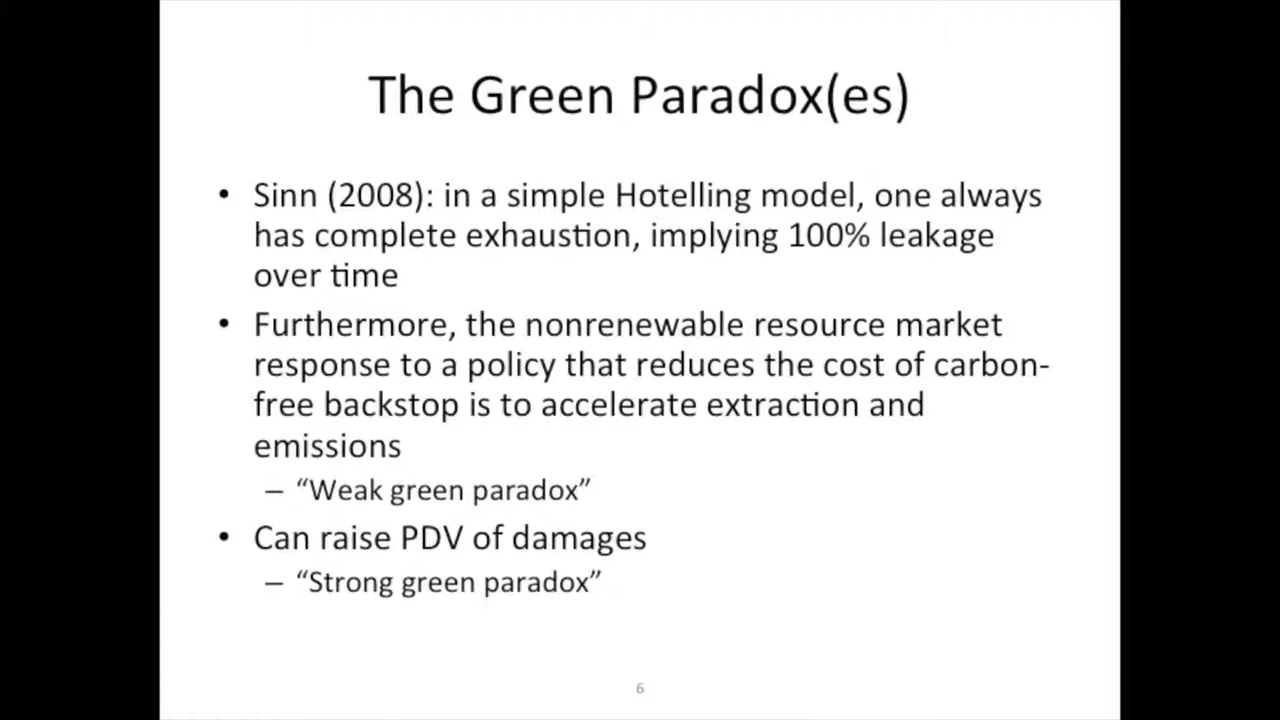 The Green Paradox(es)
• Sinn (2008): in a simple Hotelling model, one always
has complete exhaustion, implying 100% leakage
over time
• Furthermore, the nonrenewable resource market
response to a policy that reduces the cost of carbon-
free backstop is to accelerate extraction and
emissions
– “Weak green paradox”
• Can raise PDV of damages
– “Strong green paradox”
6